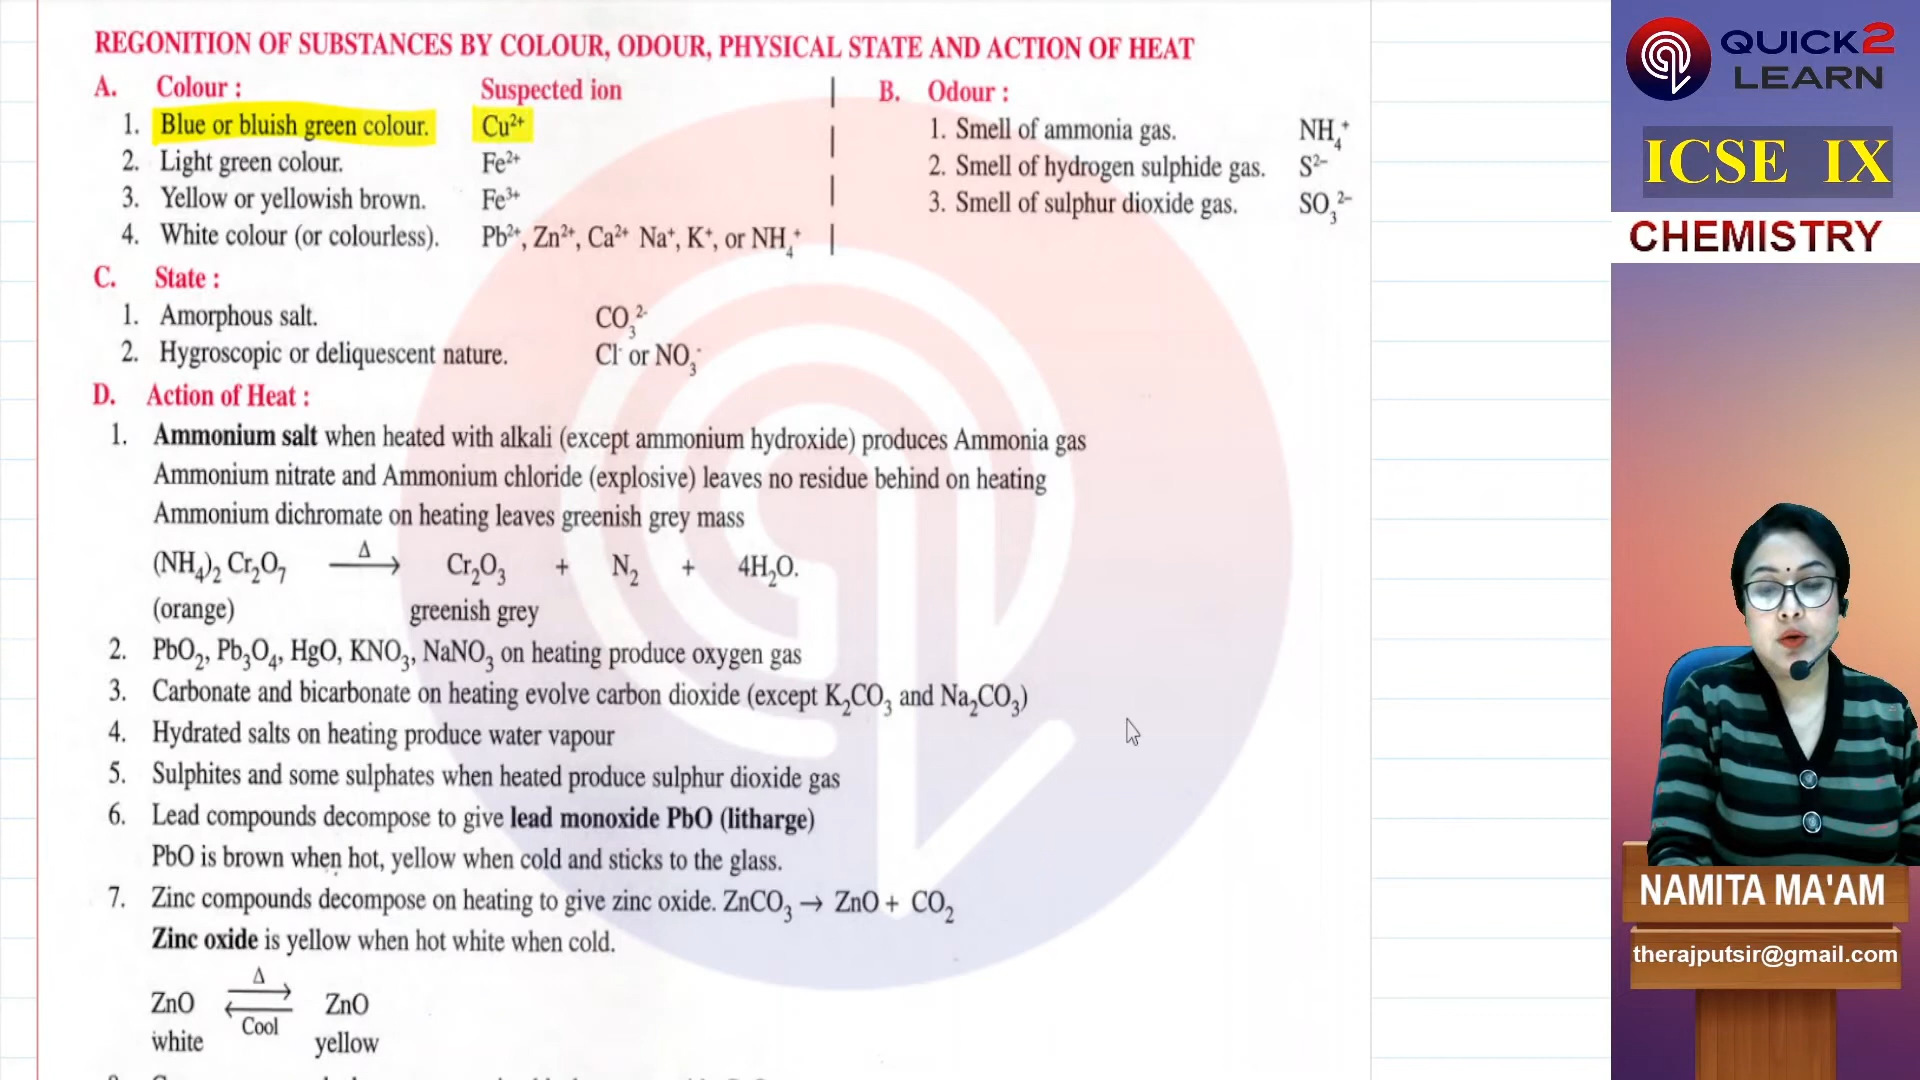 REGONITION OF SUBSTANCES BY COLOUR, ODOUR, PHYSICAL STATE AND ACTION OF HEAT
A. Colour : Suspected ion
1. Blue or bluish green colour. Cu²⁺
2. Light green colour. Fe²⁺
3. Yellow or yellowish brown. Fe³⁺
4. White colour (or colourless). Pb²⁺, Zn²⁺, Ca²⁺ Na⁺, K⁺, or NH₄⁺
B. Odour :
1. Smell of ammonia gas. NH₄⁺
2. Smell of hydrogen sulphide gas. S²⁻
3. Smell of sulphur dioxide gas. SO₃²⁻
C. State :
1. Amorphous salt. CO₃²⁻
2. Hygroscopic or deliquescent nature. Cl⁻ or NO₃⁻
D. Action of Heat :
1. Ammonium salt when heated with alkali (except ammonium hydroxide) produces Ammonia gas
Ammonium nitrate and Ammonium chloride (explosive) leaves no residue behind on heating
Ammonium dichromate on heating leaves greenish grey mass
(NH₄)₂ Cr₂O₇ Δ⟶ Cr₂O₃ + N₂ + 4H₂O.
(orange) greenish grey
2. PbO₂, Pb₃O₄, HgO, KNO₃, NaNO₃ on heating produce oxygen gas
3. Carbonate and bicarbonate on heating evolve carbon dioxide (except K₂CO₃ and Na₂CO₃)
4. Hydrated salts on heating produce water vapour
5. Sulphites and some sulphates when heated produce sulphur dioxide gas
6. Lead compounds decompose to give lead monoxide PbO (litharge)
PbO is brown when hot, yellow when cold and sticks to the glass.
7. Zinc compounds decompose on heating to give zinc oxide. ZnCO₃ → ZnO + CO₂
Zinc oxide is yellow when hot white when cold.
Δ
ZnO ⇌ ZnO
Cool
white yellow
QUICK2
LEARN
ICSE IX
CHEMISTRY
NAMITA MA'AM
therajputsir@gmail.com